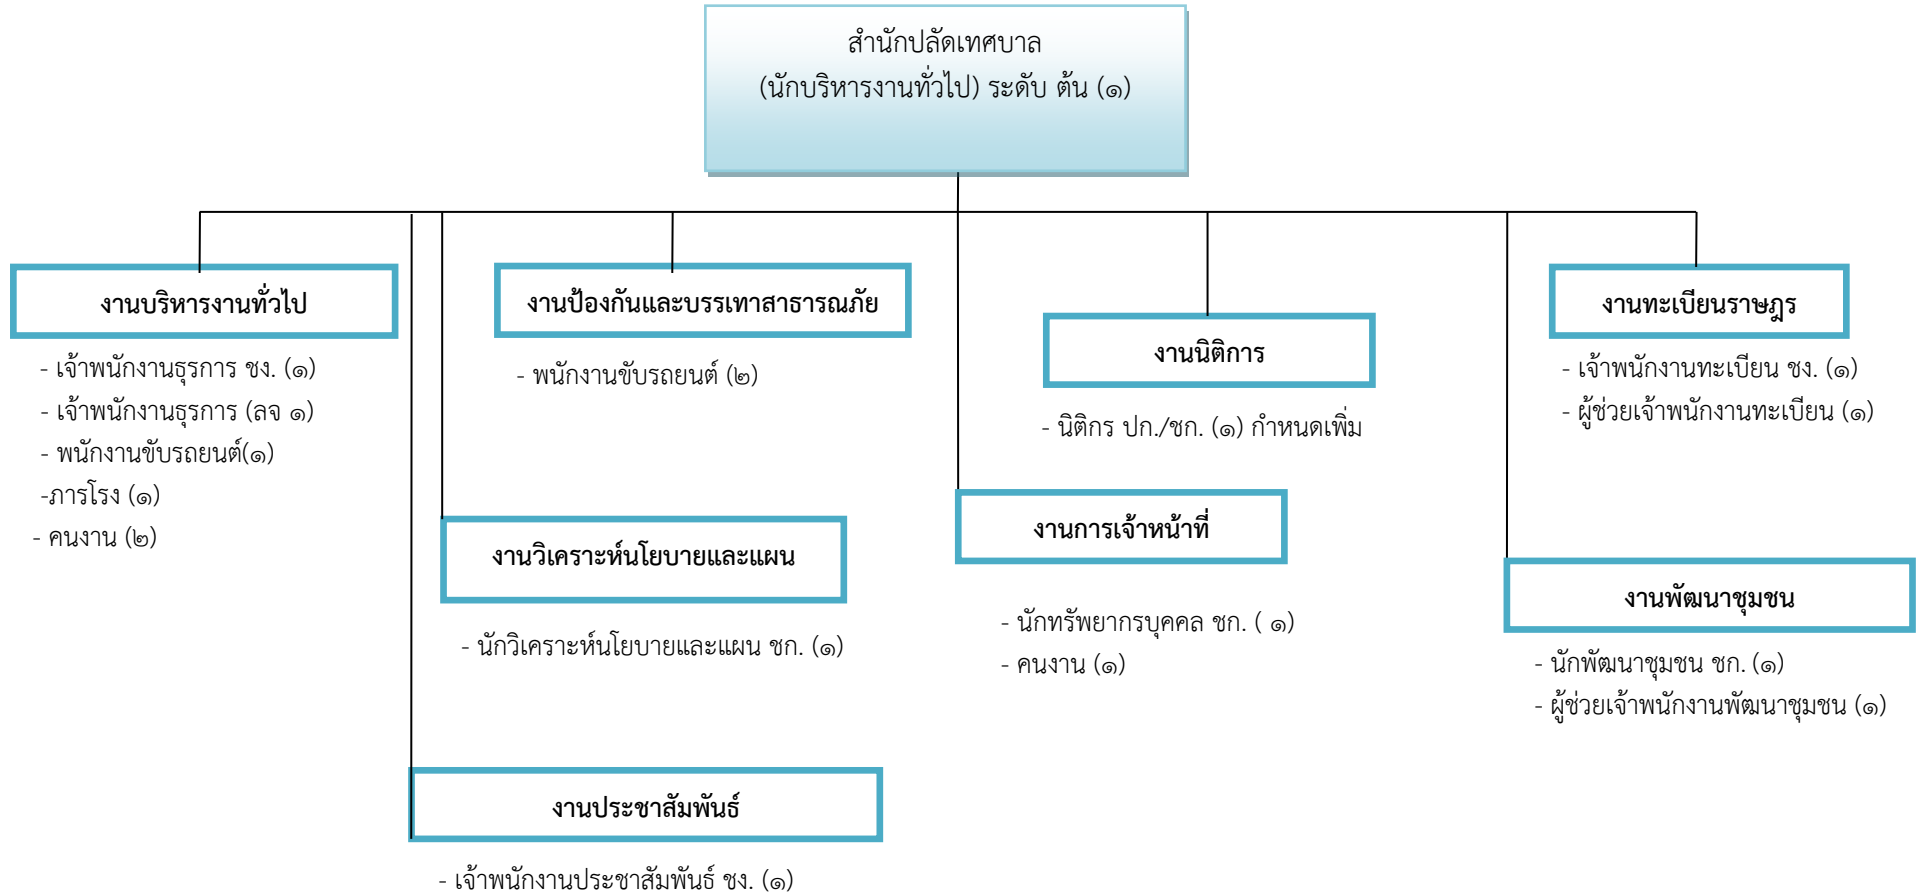 สำนักปลัดเทศบาล
(นักบริหารงานทั่วไป) ระดับ ต้น (๑)
งานบริหารงานทั่วไป
- เจ้าพนักงานธุรการ ชง. (๑)
- เจ้าพนักงานธุรการ (ลจ ๑)
- พนักงานขับรถยนต์(๑)
-ภารโรง (๑)
- คนงาน (๒)
งานป้องกันและบรรเทาสาธารณภัย
- พนักงานขับรถยนต์ (๒)
งานนิติการ
- นิติกร ปก./ชก. (๑) กำหนดเพิ่ม
งานทะเบียนราษฎร
- เจ้าพนักงานทะเบียน ชง. (๑)
- ผู้ช่วยเจ้าพนักงานทะเบียน (๑)
งานวิเคราะห์นโยบายและแผน
- นักวิเคราะห์นโยบายและแผน ชก. (๑)
งานการเจ้าหน้าที่
- นักทรัพยากรบุคคล ชก. ( ๑)
- คนงาน (๑)
งานพัฒนาชุมชน
- นักพัฒนาชุมชน ชก. (๑)
- ผู้ช่วยเจ้าพนักงานพัฒนาชุมชน (๑)
งานประชาสัมพันธ์
- เจ้าพนักงานประชาสัมพันธ์ ชง. (๑)